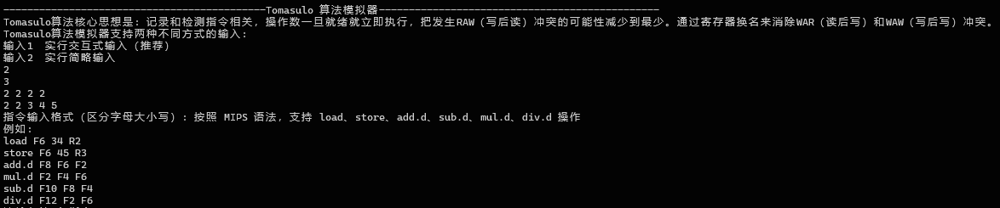 ————————————————————————Tomasulo 算法模拟器————————————————————————
Tomasulo算法核心思想是: 记录和检测指令相关, 操作数一旦就绪就立即执行, 把发生RAW（写后读）冲突的可能性减少到最少。通过寄存器换名来消除WAR（读后写）和WAW（写后写）冲突。
Tomasulo算法模拟器支持两种不同方式的输入:
输入1 实行交互式输入（推荐）
输入2 实行简略输入
2
3
2 2 2 2
2 2 3 4 5
指令输入格式（区分字母大小写）: 按照 MIPS 语法, 支持 load、store、add.d、sub.d、mul.d、div.d 操作
例如:
load F6 34 R2
store F6 45 R3
add.d F8 F6 F2
mul.d F2 F4 F6
sub.d F10 F8 F4
div.d F12 F2 F6